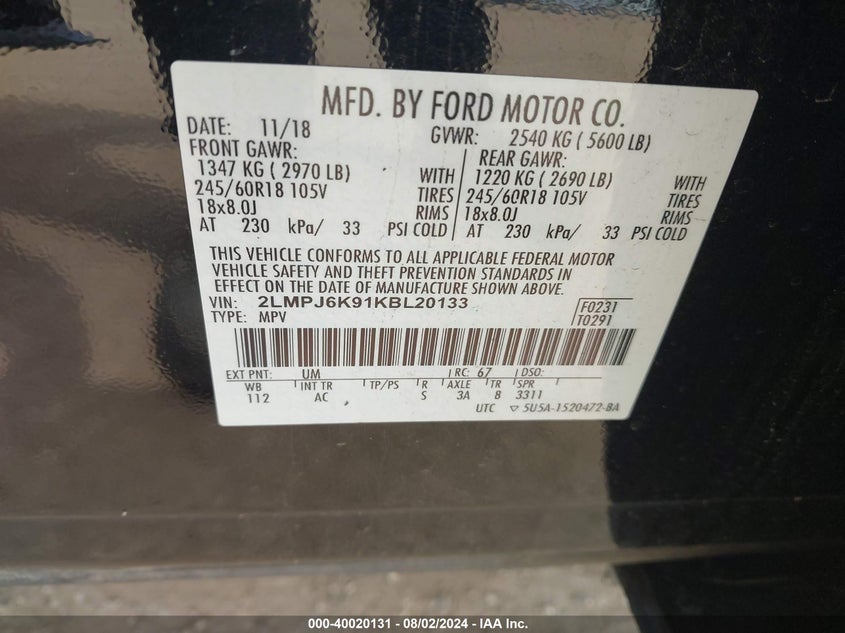 MFD. BY FORD MOTOR CO.
DATE: 11/18 GVWR: 2540 KG ( 5600 LB)
FRONT GAWR: REAR GAWR:
1347 KG ( 2970 LB) WITH 1220 KG ( 2690 LB) WITH
245/60R18 105V TIRES 245/60R18 105V TIRES
18x8.0J RIMS 18x8.0J RIMS
AT 230 kPa/ 33 PSI COLD AT 230 kPa/ 33 PSI COLD
THIS VEHICLE CONFORMS TO ALL APPLICABLE FEDERAL MOTOR
VEHICLE SAFETY AND THEFT PREVENTION STANDARDS IN
EFFECT ON THE DATE OF MANUFACTURE SHOWN ABOVE.
VIN: 2LMPJ6K91KBL20133 F0231
TYPE: MPV T0291
EXT PNT: UM RC: 67 DSO:
WB INT TR TP/PS R AXLE TR SPR
112 AC S 3A 8 3311
UTC ▽ 5U5A-1520472-BA
000-40020131 - 08/02/2024 - IAA Inc.